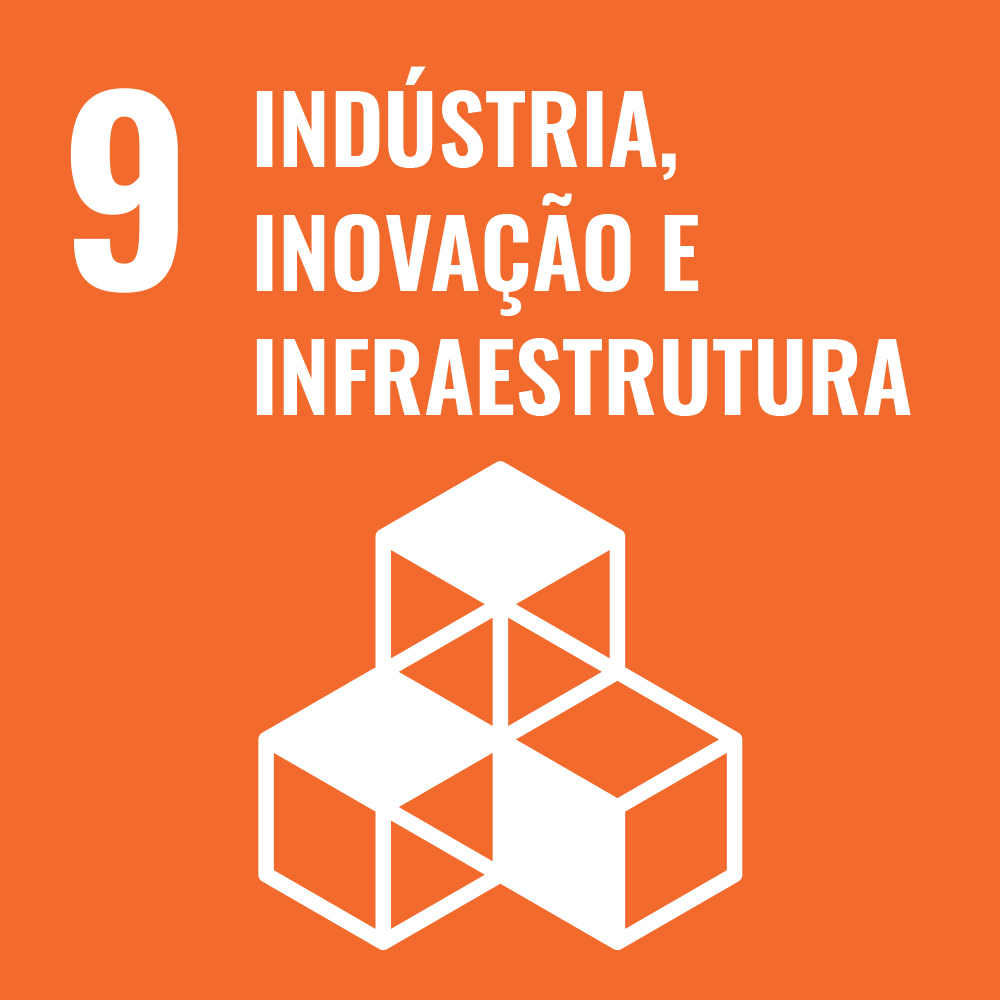 9
INDÚSTRIA,
INOVAÇÃO E
INFRAESTRUTURA